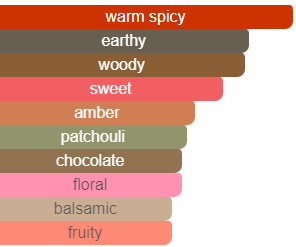 warm spicy
earthy
woody
sweet
amber
patchouli
chocolate
floral
balsamic
fruity